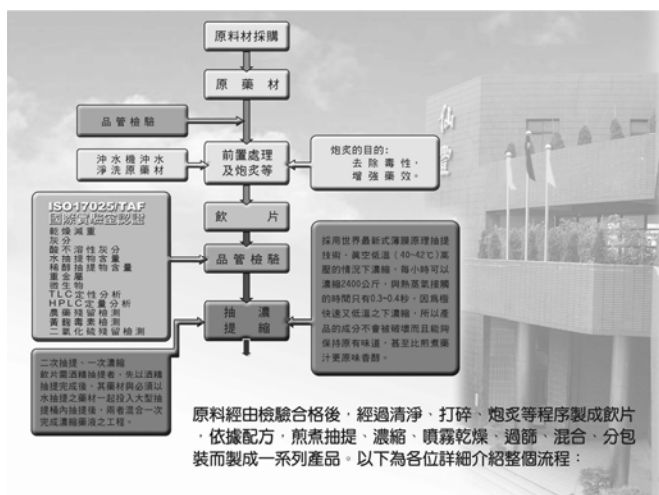 原料材採購
原藥材
品管檢驗
沖水機沖水
淨洗原藥材
前置處理
及炮炙等
炮炙的目的:
去除毒性,
增強藥效。
飲片
ISO17025/TAF
國際實驗室認證
乾燥減重
灰分
酸不溶性灰分
水抽提物含量
稀醇抽提物含量
重金屬
微生物
TLC定性分析
HPLC定量分析
農藥殘留檢測
黃麴毒素檢測
二氧化硫殘留檢測
品管檢驗
採用世界最新式薄膜原理抽提
技術,真空低溫(40~42℃)高
壓的情況下濃縮,每小時可以
濃縮2400公斤,與熱蒸氣接觸
的時間只有0.3~0.4秒,因為極
快速又低溫之下濃縮,所以產
品的成分不會被破壞而且能夠
保持原有味道,甚至比煎煮藥
汁更原味香醇。
抽濃
提縮
二次抽提、一次濃縮
飲片需酒精抽提者,先以酒精
抽提完成後,其藥材與必須以
水抽提之藥材一起投入大型抽
提桶內抽提後,兩者混合一次
完成濃縮藥液之工程。
仙
原料經由檢驗合格後,經過清淨、打碎、炮炙等程序製成飲片
,依據配方,煎煮抽提、濃縮、噴霧乾燥、過篩、混合、分包
裝而製成一系列產品。以下為各位詳細介紹整個流程: